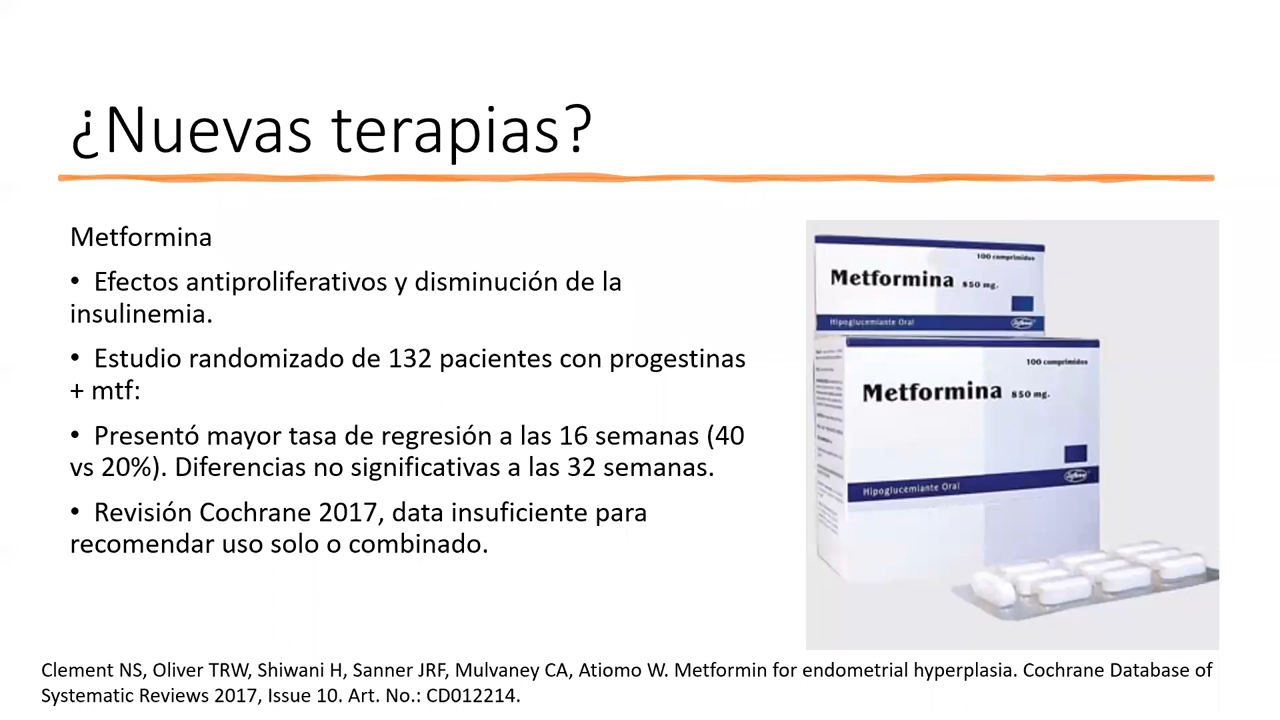 ¿Nuevas terapias?
Metformina
• Efectos antiproliferativos y disminución de la
insulinemia.
• Estudio randomizado de 132 pacientes con progestinas
+ mtf:
• Presentó mayor tasa de regresión a las 16 semanas (40
vs 20%). Diferencias no significativas a las 32 semanas.
• Revisión Cochrane 2017, data insuficiente para
recomendar uso solo o combinado.
100 comprimidos
Metformina 850 mg.
Hipoglucemiante Oral
100 comprimidos
Metformina 850 mg.
Hipoglucemiante Oral
Clement NS, Oliver TRW, Shiwani H, Sanner JRF, Mulvaney CA, Atiomo W. Metformin for endometrial hyperplasia. Cochrane Database of
Systematic Reviews 2017, Issue 10. Art. No.: CD012214.